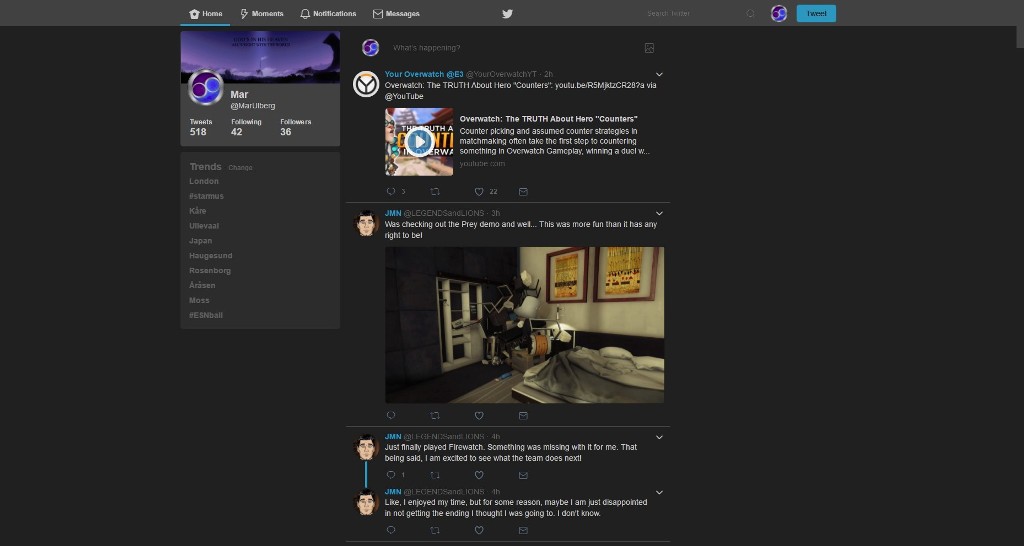 Home Moments Notifications Messages Search Twitter Tweet
What's happening?
Mar
@MarUlberg
Tweets Following Followers
518 42 36
Trends Change
London
#starmus
Kåre
Ullevaal
Japan
Haugesund
Rosenborg
Åråsen
Moss
#ESNball
Your Overwatch @E3 @YourOverwatchYT · 2h
Overwatch: The TRUTH About Hero "Counters": youtu.be/R5MjktzCR28?a via
@YouTube
THE TRUTH A
COUNT
IN OVERWA
Overwatch: The TRUTH About Hero "Counters"
Counter picking and assumed counter strategies in
matchmaking often take the first step to countering
something in Overwatch Gameplay, winning a duel w...
youtube.com
3 22
JMN @LEGENDSandLIONS · 3h
Was checking out the Prey demo and well... This was more fun than it has any
right to be!
JMN @LEGENDSandLIONS · 4h
Just finally played Firewatch. Something was missing with it for me. That
being said, I am excited to see what the team does next!
1
JMN @LEGENDSandLIONS · 4h
Like, I enjoyed my time, but for some reason, maybe I am just disappointed
in not getting the ending I thought I was going to. I don't know.